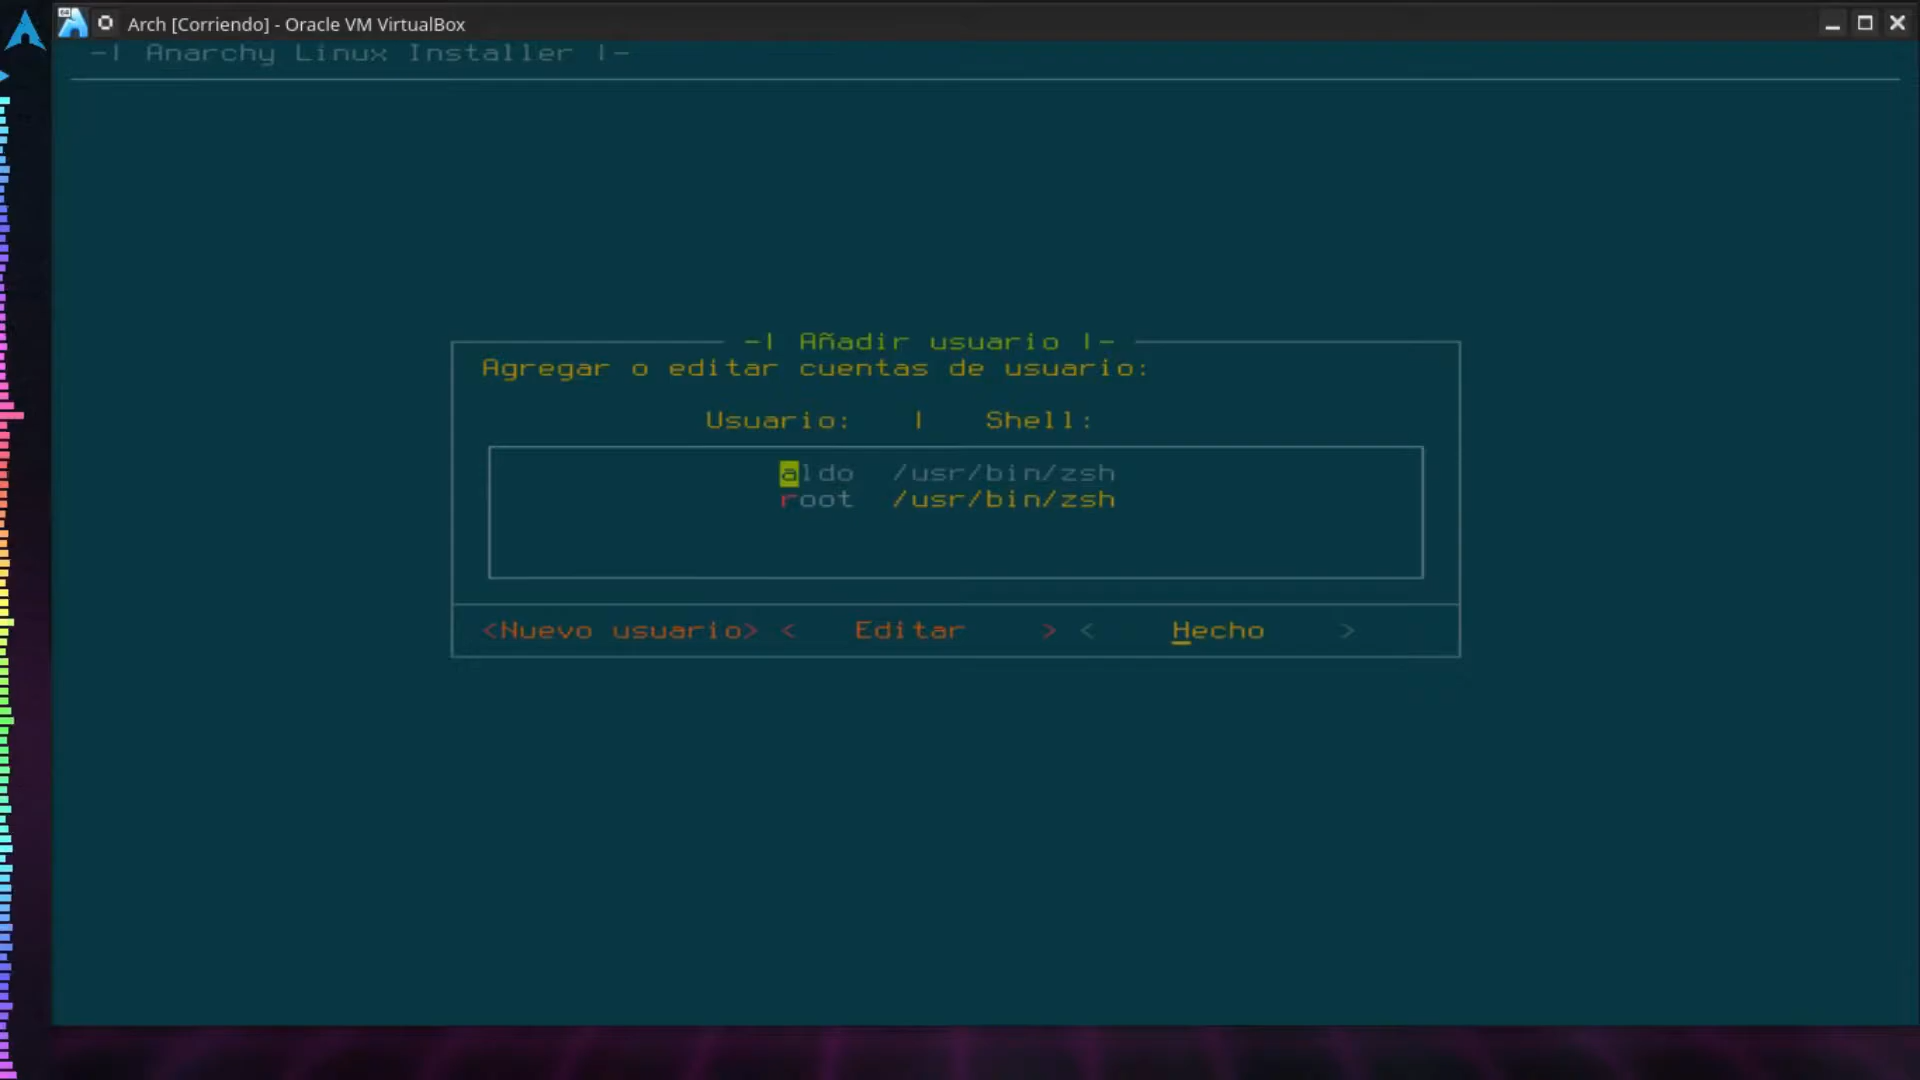 Arch [Corriendo] - Oracle VM VirtualBox
-| Anarchy Linux Installer |-
-| Añadir usuario |-
Agregar o editar cuentas de usuario:
Usuario: | Shell:
aldo /usr/bin/zsh
root /usr/bin/zsh
<Nuevo usuario> < Editar > < Hecho >